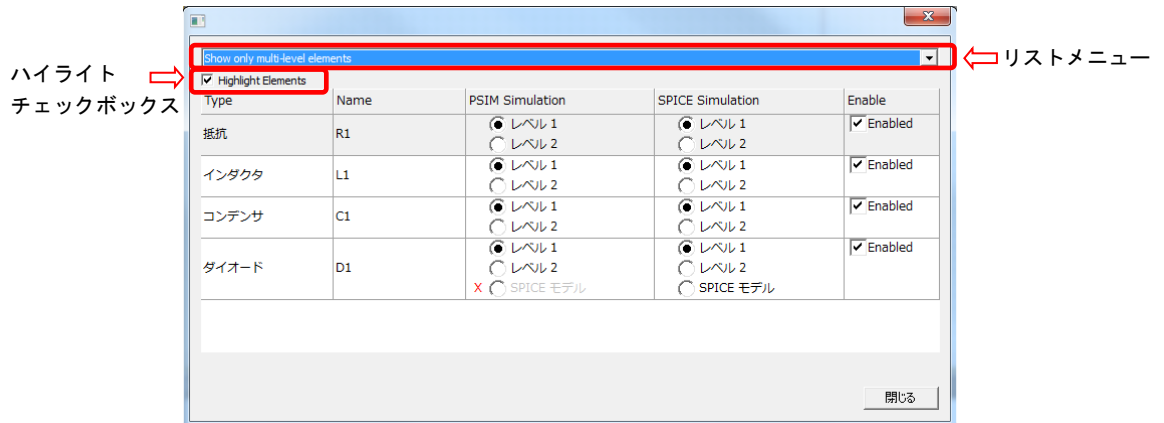 Show only multi-level elements
リストメニュー
ハイライト
チェックボックス
Highlight Elements
Type Name PSIM Simulation SPICE Simulation Enable
抵抗 R1
レベル 1 レベル 1 Enabled
レベル 2 レベル 2
インダクタ L1
レベル 1 レベル 1 Enabled
レベル 2 レベル 2
コンデンサ C1
レベル 1 レベル 1 Enabled
レベル 2 レベル 2
ダイオード D1
レベル 1 レベル 1 Enabled
レベル 2 レベル 2
X SPICE モデル SPICE モデル
閉じる